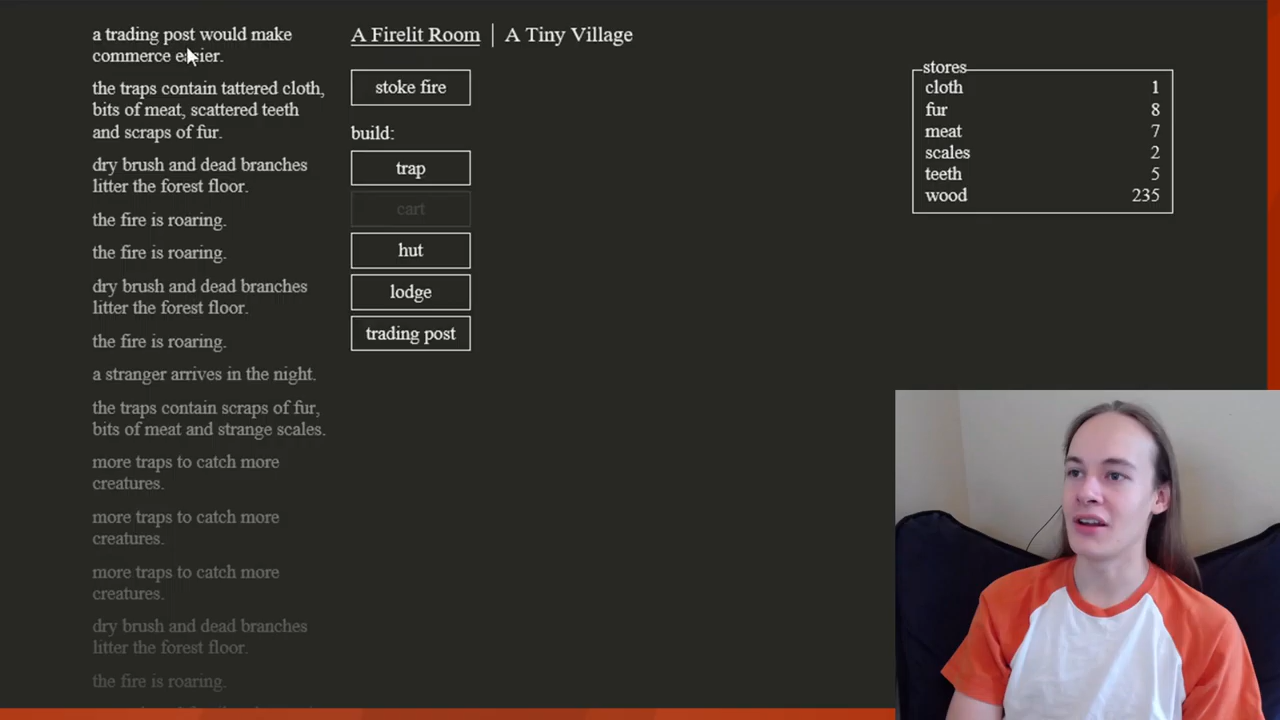 a trading post would make
commerce easier.
the traps contain tattered cloth,
bits of meat, scattered teeth
and scraps of fur.
dry brush and dead branches
litter the forest floor.
the fire is roaring.
the fire is roaring.
dry brush and dead branches
litter the forest floor.
the fire is roaring.
a stranger arrives in the night.
the traps contain scraps of fur,
bits of meat and strange scales.
more traps to catch more
creatures.
more traps to catch more
creatures.
more traps to catch more
creatures.
dry brush and dead branches
litter the forest floor.
the fire is roaring.
A Firelit Room | A Tiny Village
stoke fire
build:
trap
cart
hut
lodge
trading post
stores
cloth 1
fur 8
meat 7
scales 2
teeth 5
wood 235